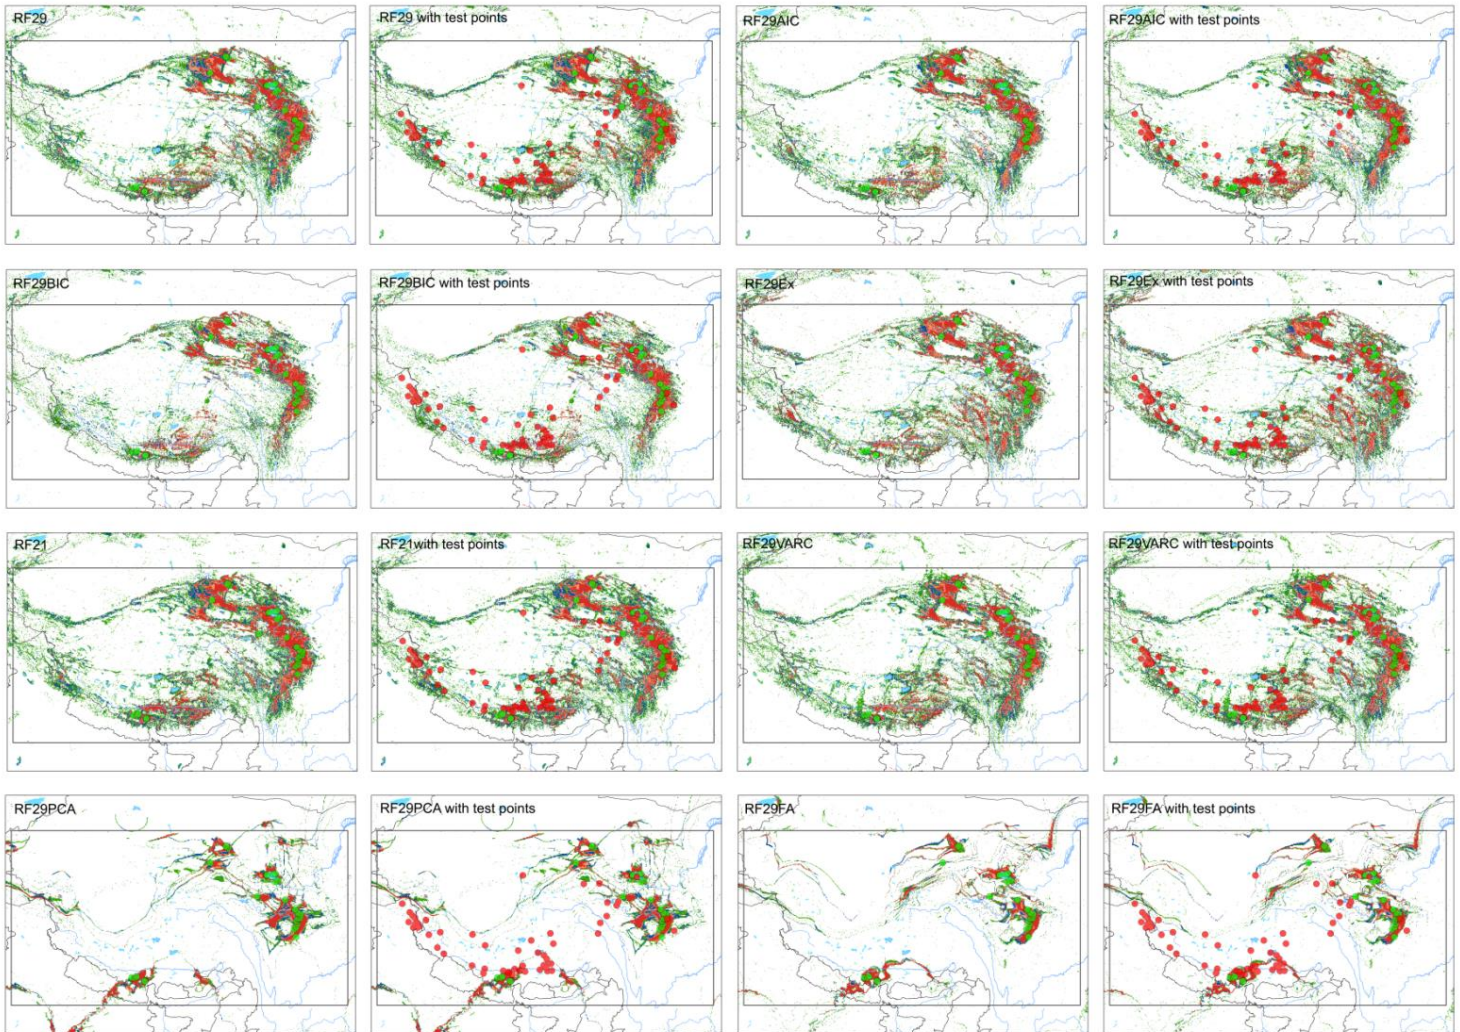 RF29
RF29 with test points
RF29AIC
RF29AIC with test points
RF29BIC
RF29BIC with test points
RF29Ex
RF29Ex with test points
RF21
RF21with test points
RF29VARC
RF29VARC with test points
RF29PCA
RF29PCA with test points
RF29FA
RF29FA with test points